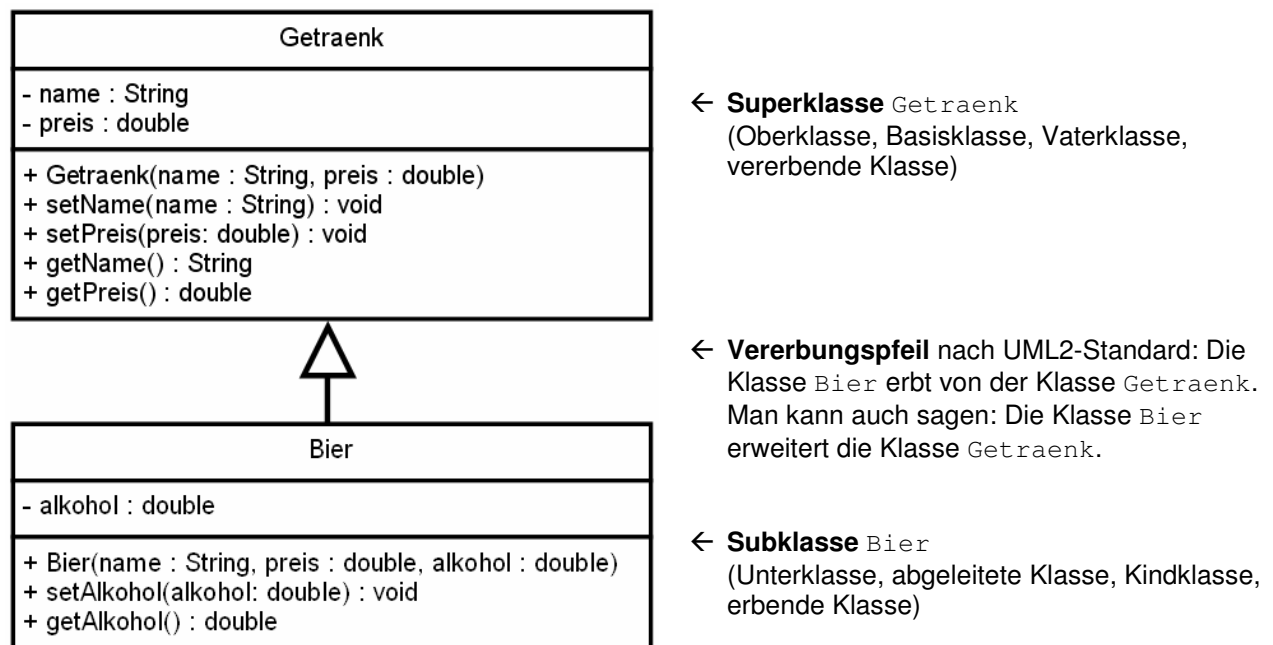 Getraenk
- name : String
- preis : double
+ Getraenk(name : String, preis : double)
+ setName(name : String) : void
+ setPreis(preis: double) : void
+ getName() : String
+ getPreis() : double
← Superklasse Getraenk
(Oberklasse, Basisklasse, Vaterklasse,
vererbende Klasse)
← Vererbungspfeil nach UML2-Standard: Die
Klasse Bier erbt von der Klasse Getraenk.
Man kann auch sagen: Die Klasse Bier
erweitert die Klasse Getraenk.
Bier
- alkohol : double
+ Bier(name : String, preis : double, alkohol : double)
+ setAlkohol(alkohol: double) : void
+ getAlkohol() : double
← Subklasse Bier
(Unterklasse, abgeleitete Klasse, Kindklasse,
erbende Klasse)